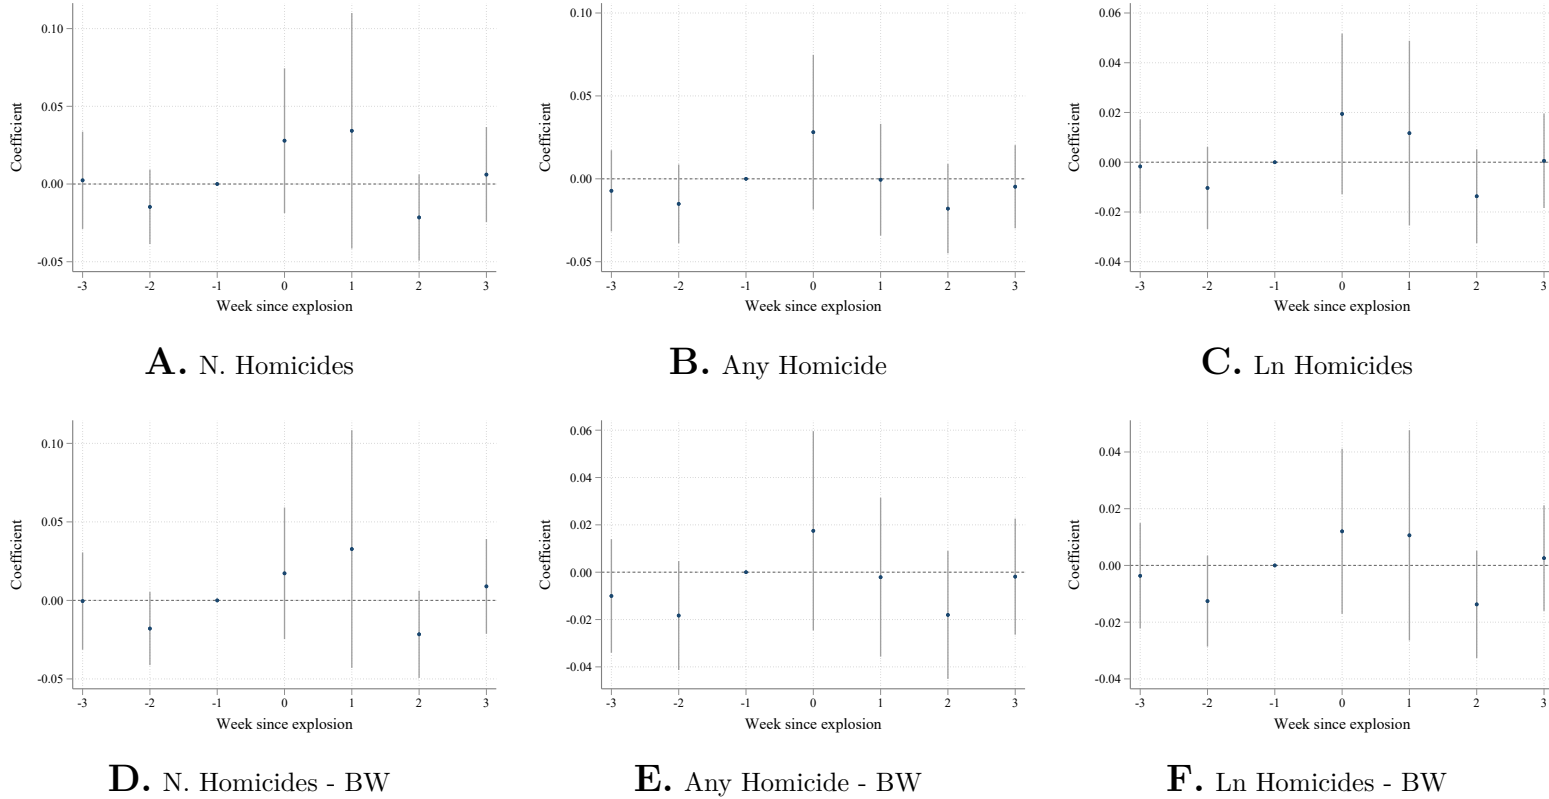 0.10
0.05
0.00
-0.05
Coefficient
-3 -2 -1 0 1 2 3
Week since explosion
A. N. Homicides
0.10
0.05
0.00
-0.05
Coefficient
-3 -2 -1 0 1 2 3
Week since explosion
B. Any Homicide
0.06
0.04
0.02
0.00
-0.02
-0.04
Coefficient
-3 -2 -1 0 1 2 3
Week since explosion
C. Ln Homicides
0.10
0.05
0.00
-0.05
Coefficient
-3 -2 -1 0 1 2 3
Week since explosion
D. N. Homicides - BW
0.06
0.04
0.02
0.00
-0.02
-0.04
Coefficient
-3 -2 -1 0 1 2 3
Week since explosion
E. Any Homicide - BW
0.04
0.02
0.00
-0.02
-0.04
Coefficient
-3 -2 -1 0 1 2 3
Week since explosion
F. Ln Homicides - BW